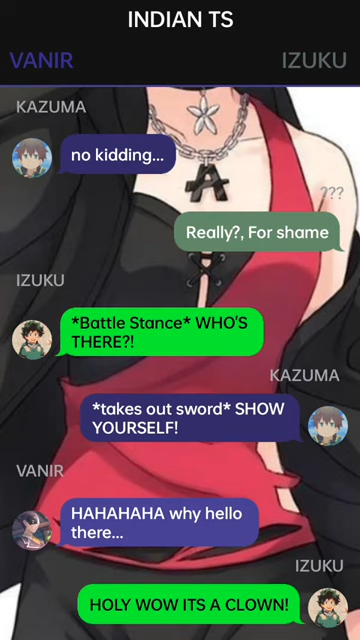 INDIAN TS
VANIR
IZUKU
KAZUMA
no kidding...
???
Really?, For shame
IZUKU
*Battle Stance* WHO'S
THERE?!
KAZUMA
*takes out sword* SHOW
YOURSELF!
VANIR
HAHAHAHA why hello
there...
IZUKU
HOLY WOW ITS A CLOWN!